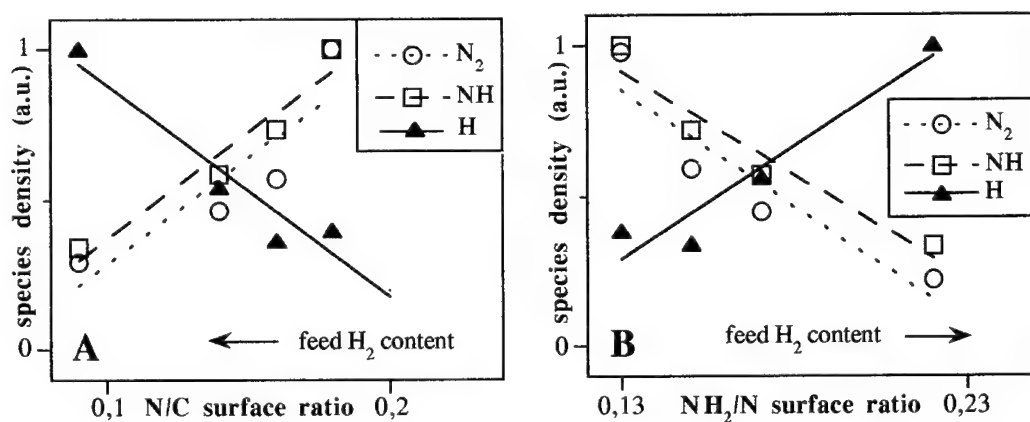 species density (a.u.)
1
0
N₂
NH
H
A
feed H₂ content
0,1 N/C surface ratio 0,2
species density (a.u.)
1
0
N₂
NH
H
B
feed H₂ content
0,13 NH₂/N surface ratio 0,23